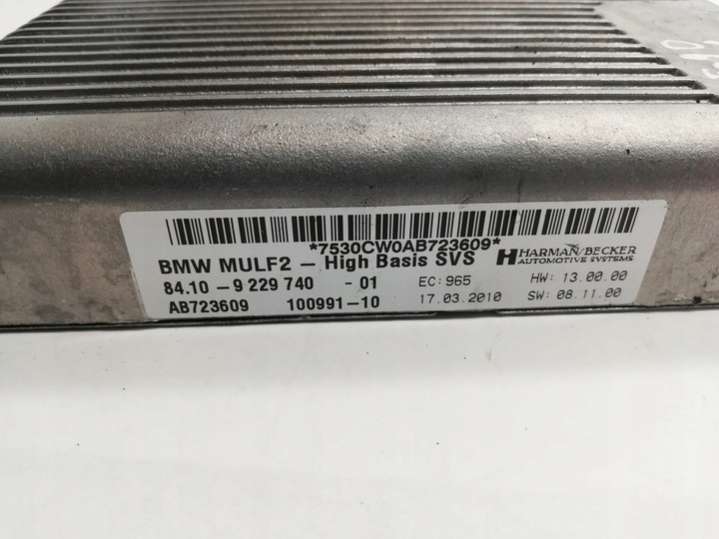 *7530CW0AB723609*
BMW MULF2 — High Basis SVS
HARMAN/BECKER
AUTOMOTIVE SYSTEMS
84.10 — 9 229 740 - 01
EC: 965
HW: 13.00.00
AB723609 100991—10
17.03.2010
SW: 08.11.00